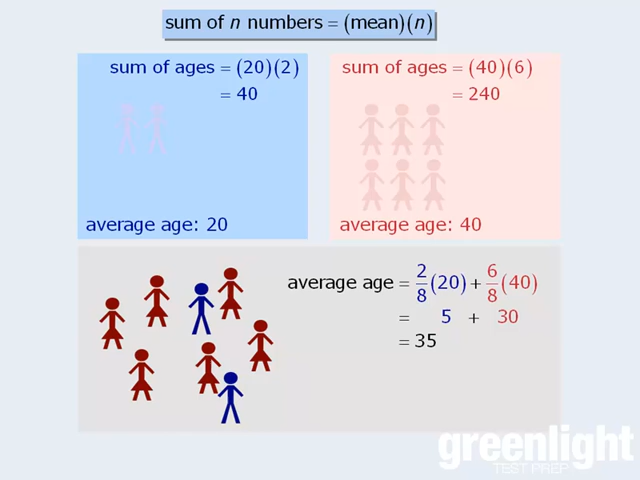 sum of n numbers = (mean)(n)
sum of ages = (20)(2)
= 40
average age: 20
sum of ages = (40)(6)
= 240
average age: 40
average age = 2/8(20) + 6/8(40)
= 5 + 30
= 35
greenlight
TEST PREP